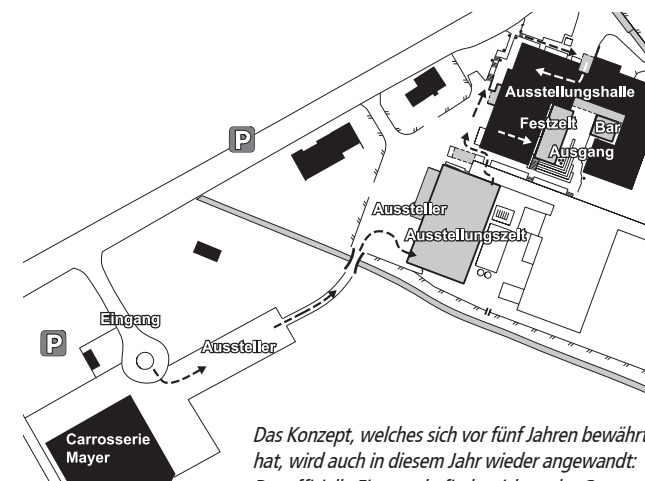 Ausstellungshalle
Festzelt
Bar
Ausgang
P
Aussteller
Ausstellungszelt
Eingang
P
Aussteller
Carrosserie
Mayer
Das Konzept, welches sich vor fünf Jahren bewährt
hat, wird auch in diesem Jahr wieder angewandt: